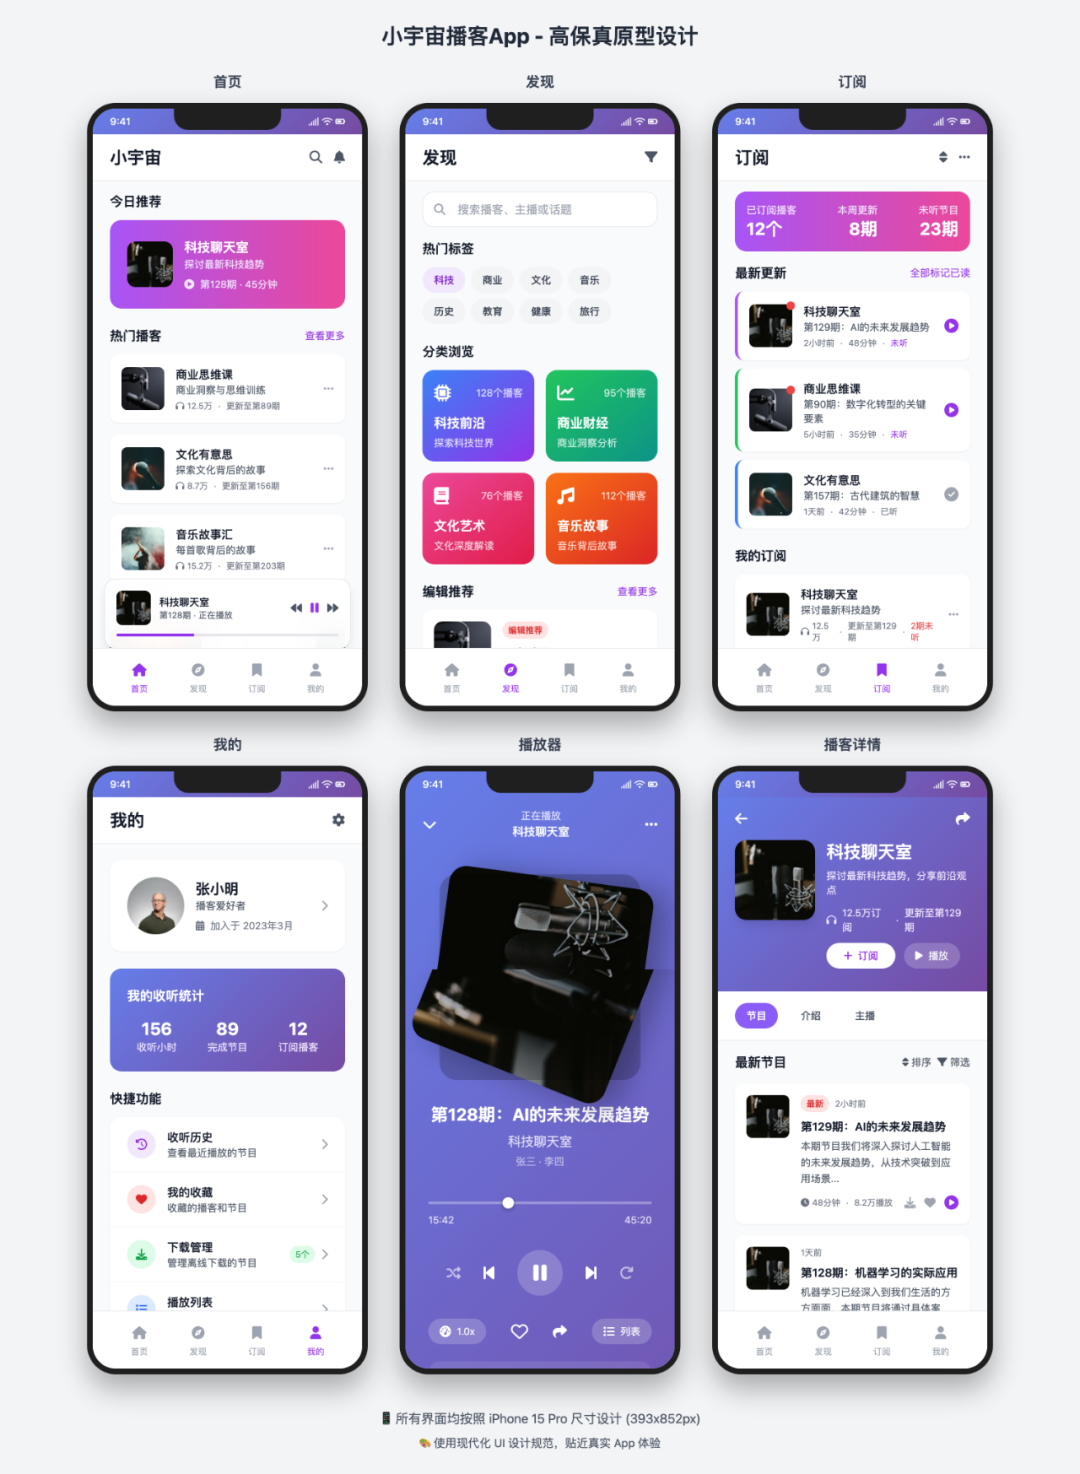 小宇宙播客App - 高保真原型设计
首页
9:41
小宇宙
今日推荐
科技聊天室
探讨最新科技趋势
第128期 · 45分钟
热门播客
查看更多
商业思维课
商业洞察与思维训练
12.5万 · 更新至第89期
文化有意思
探索文化背后的故事
8.7万 · 更新至第156期
音乐故事汇
每首歌背后的故事
15.2万 · 更新至第203期
科技聊天室
第128期 · 正在播放
首页 发现 订阅 我的
发现
9:41
发现
搜索播客、主播或话题
热门标签
科技 商业 文化 音乐
历史 教育 健康 旅行
分类浏览
128个播客
科技前沿
探索科技世界
95个播客
商业财经
商业洞察分析
76个播客
文化艺术
文化深度解读
112个播客
音乐故事
音乐背后故事
编辑推荐
查看更多
编辑推荐
首页 发现 订阅 我的
订阅
9:41
订阅
已订阅播客 本周更新 未听节目
12个 8期 23期
最新更新
全部标记已读
科技聊天室
第129期：AI的未来发展趋势
2小时前 · 48分钟 · 未听
商业思维课
第90期：数字化转型的关键
要素
5小时前 · 35分钟 · 未听
文化有意思
第157期：古代建筑的智慧
1天前 · 42分钟 · 已听
我的订阅
科技聊天室
探讨最新科技趋势
12.5 · 更新至第129 · 2期未
万 期 听
首页 发现 订阅 我的
我的
9:41
我的
张小明
播客爱好者
加入于 2023年3月
我的收听统计
156 89 12
收听小时 完成节目 订阅播客
快捷功能
收听历史
查看最近播放的节目
我的收藏
收藏的播客和节目
下载管理
管理离线下载的节目
5个
播放列表
首页 发现 订阅 我的
播放器
9:41
正在播放
科技聊天室
第128期：AI的未来发展趋势
科技聊天室
张三 · 李四
15:42 45:20
1.0x
列表
播客详情
9:41
科技聊天室
探讨最新科技趋势，分享前沿观
点
12.5万订 · 更新至第129
阅 期
+ 订阅 播放
节目 介绍 主播
最新节目
排序 筛选
最新 2小时前
第129期：AI的未来发展趋势
本期节目我们将深入探讨人工智能
的未来发展趋势，从技术突破到应
用场景...
48分钟 · 8.2万播放
1天前
第128期：机器学习的实际应用
机器学习已经深入到我们生活的方
方面面，本期节目将通过具体案
首页 发现 订阅 我的
所有界面均按照 iPhone 15 Pro 尺寸设计 (393x852px)
使用现代化 UI 设计规范，贴近真实 App 体验